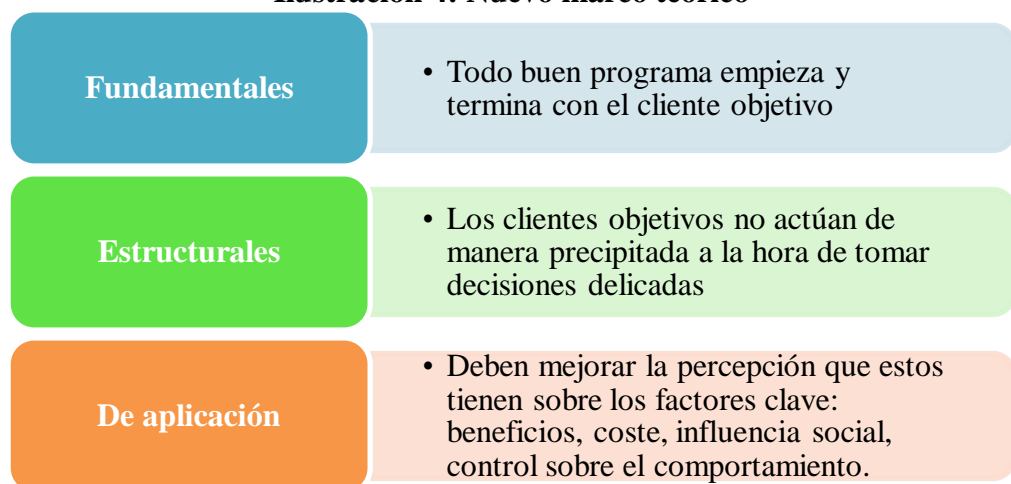 Fundamentales
• Todo buen programa empieza y
termina con el cliente objetivo
Estructurales
• Los clientes objetivos no actúan de
manera precipitada a la hora de tomar
decisiones delicadas
De aplicación
• Deben mejorar la percepción que estos
tienen sobre los factores clave:
beneficios, coste, influencia social,
control sobre el comportamiento.